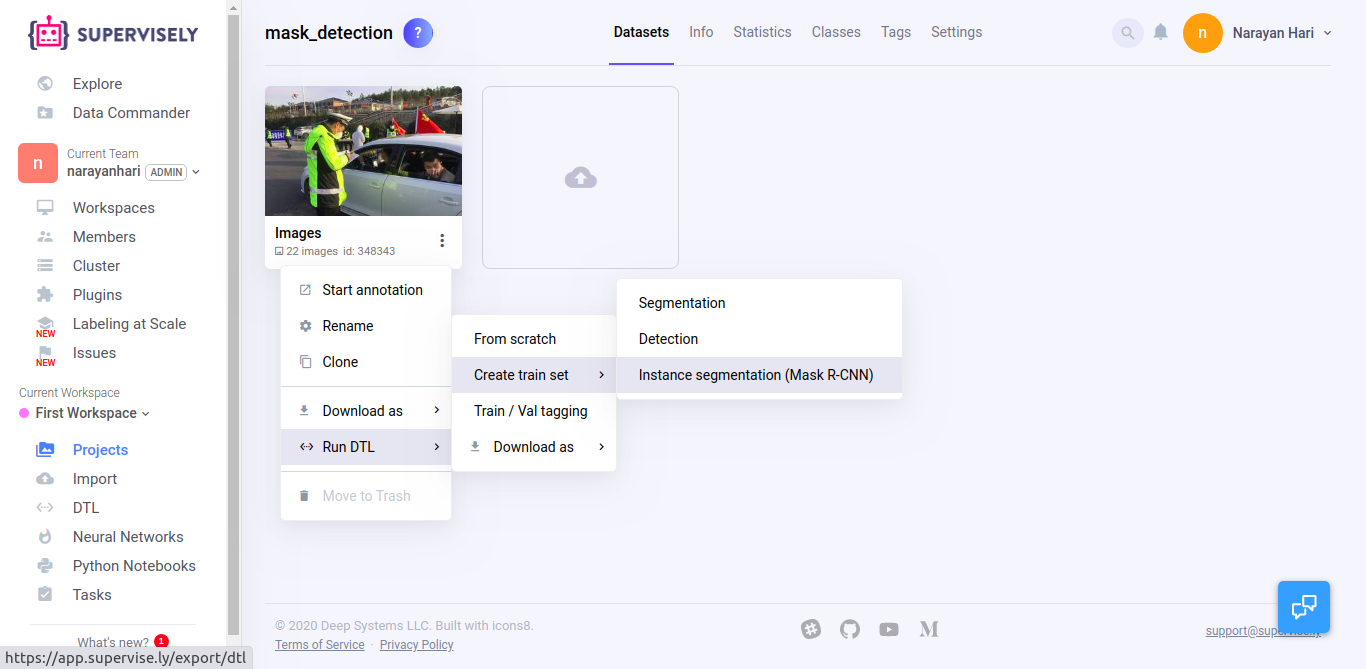 SUPERVISELY
Explore
Data Commander
Current Team
n
narayanhari ADMIN
Workspaces
Members
Cluster
Plugins
Labeling at Scale
NEW
Issues
NEW
Current Workspace
First Workspace
Projects
Import
DTL
Neural Networks
Python Notebooks
Tasks
What's new? 1
https://app.supervise.ly/export/dtl
mask_detection ?
Datasets Info Statistics Classes Tags Settings
n Narayan Hari
Images
22 images id: 348343
Start annotation
Rename
Clone
Download as
Run DTL
Move to Trash
From scratch
Create train set
Train / Val tagging
Download as
Segmentation
Detection
Instance segmentation (Mask R-CNN)
© 2020 Deep Systems LLC. Built with icons8.
Terms of Service · Privacy Policy